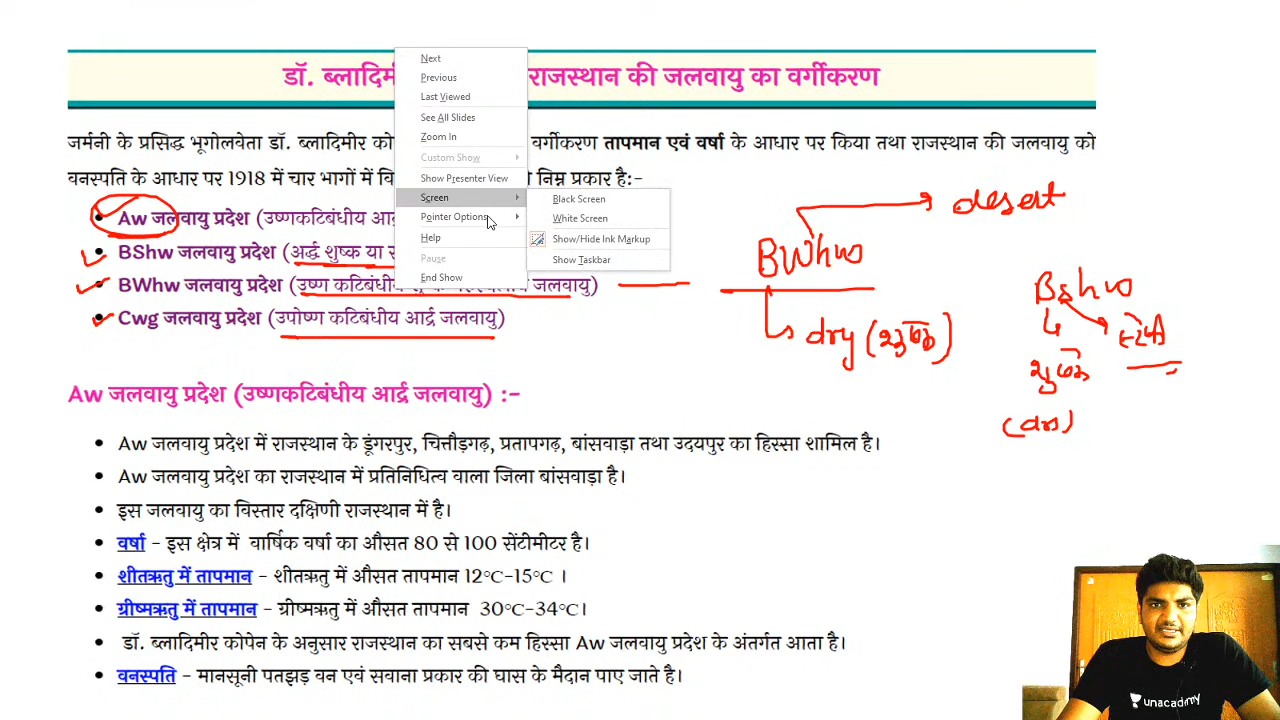 डॉ. ब्लादिमी राजस्थान की जलवायु का वर्गीकरण
जर्मनी के प्रसिद्ध भूगोलवेता डॉ. ब्लादिमीर को वर्गीकरण तापमान एवं वर्षा के आधार पर किया तथा राजस्थान की जलवायु को
वनस्पति के आधार पर 1918 में चार भागों में वि निम्न प्रकार है:-
• Aw जलवायु प्रदेश (उष्णकटिबंधीय आर्द्र
• BShw जलवायु प्रदेश (अर्द्ध शुष्क या
• BWhw जलवायु प्रदेश (उष्ण कटिबंधीय जलवायु)
• Cwg जलवायु प्रदेश (उपोष्ण कटिबंधीय आर्द्र जलवायु)
Next
Previous
Last Viewed
See All Slides
Zoom In
Custom Show
Show Presenter View
Screen
Pointer Options
Help
Pause
End Show
Black Screen
White Screen
Show/Hide Ink Markup
Show Taskbar
desert
BWhw
dry (शुष्क)
BShw
स्टेपी
शुष्क
Aw जलवायु प्रदेश (उष्णकटिबंधीय आर्द्र जलवायु) :-
• Aw जलवायु प्रदेश में राजस्थान के डूंगरपुर, चित्तौड़गढ़, प्रतापगढ़, बांसवाड़ा तथा उदयपुर का हिस्सा शामिल है।
• Aw जलवायु प्रदेश का राजस्थान में प्रतिनिधित्व वाला जिला बांसवाड़ा है।
• इस जलवायु का विस्तार दक्षिणी राजस्थान में है।
• वर्षा - इस क्षेत्र में वार्षिक वर्षा का औसत 80 से 100 सेंटीमीटर है।
• शीतऋतु में तापमान - शीतऋतु में औसत तापमान 12°C-15°C ।
• ग्रीष्मऋतु में तापमान - ग्रीष्मऋतु में औसत तापमान 30°C-34°C।
• डॉ. ब्लादिमीर कोपेन के अनुसार राजस्थान का सबसे कम हिस्सा Aw जलवायु प्रदेश के अंतर्गत आता है।
• वनस्पति - मानसूनी पतझड़ वन एवं सवाना प्रकार की घास के मैदान पाए जाते है।
unacademy